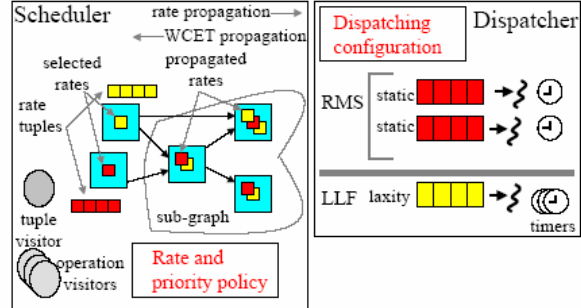 Scheduler
rate propagation
WCET propagation
selected
rates
propagated
rates
rate
tuples
tuple
visitor
sub-graph
operation
visitors
Rate and
priority policy
Dispatching
configuration
Dispatcher
RMS
static
static
LLF
laxity
timers